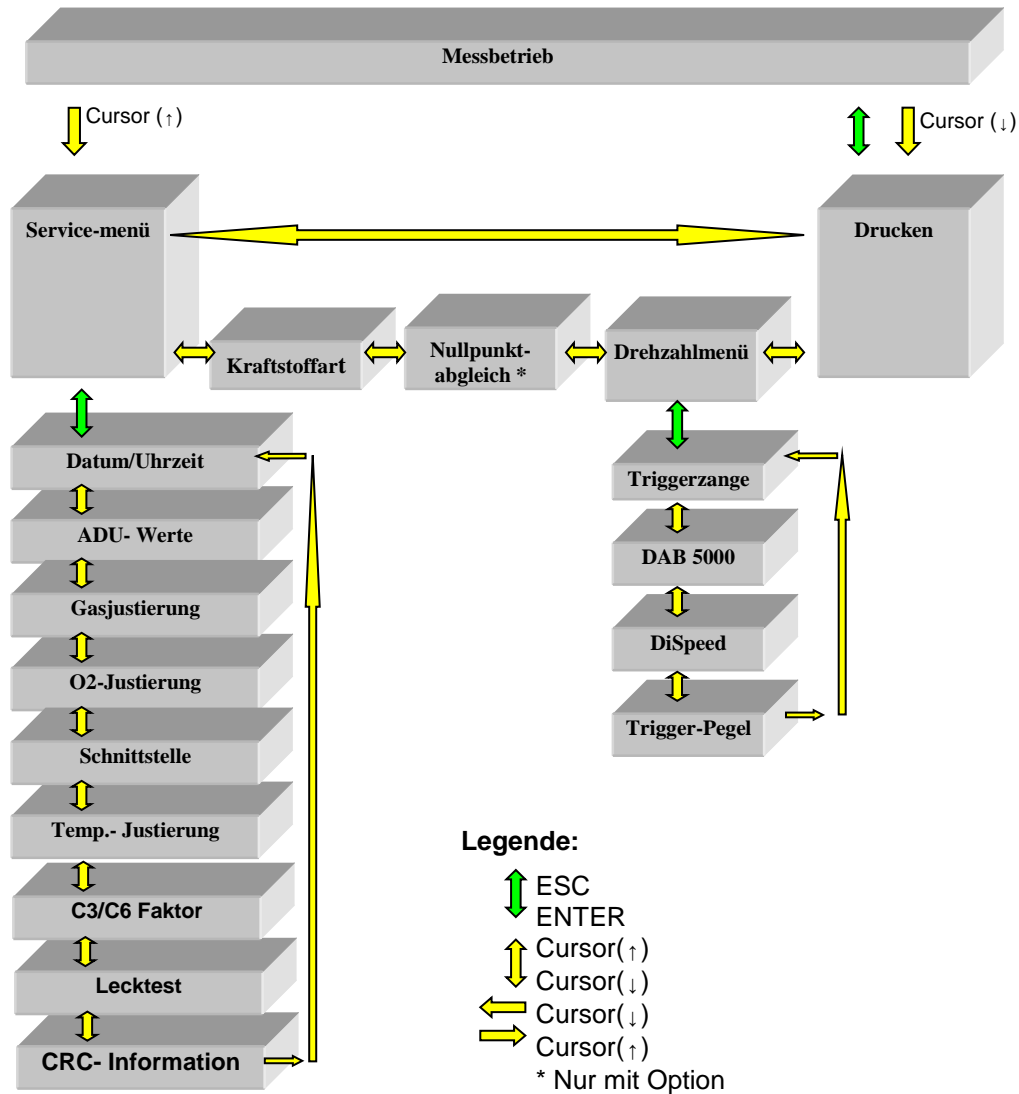 Messbetrieb
Cursor (↑)
Cursor (↓)
Service-menü
Drucken
Kraftstoffart
Nullpunkt-
abgleich *
Drehzahlmenü
Datum/Uhrzeit
ADU- Werte
Gasjustierung
O2-Justierung
Schnittstelle
Temp.- Justierung
C3/C6 Faktor
Lecktest
CRC- Information
Triggerzange
DAB 5000
DiSpeed
Trigger-Pegel
Legende:
ESC
ENTER
Cursor(↑)
Cursor(↓)
Cursor(↓)
Cursor(↑)
* Nur mit Option